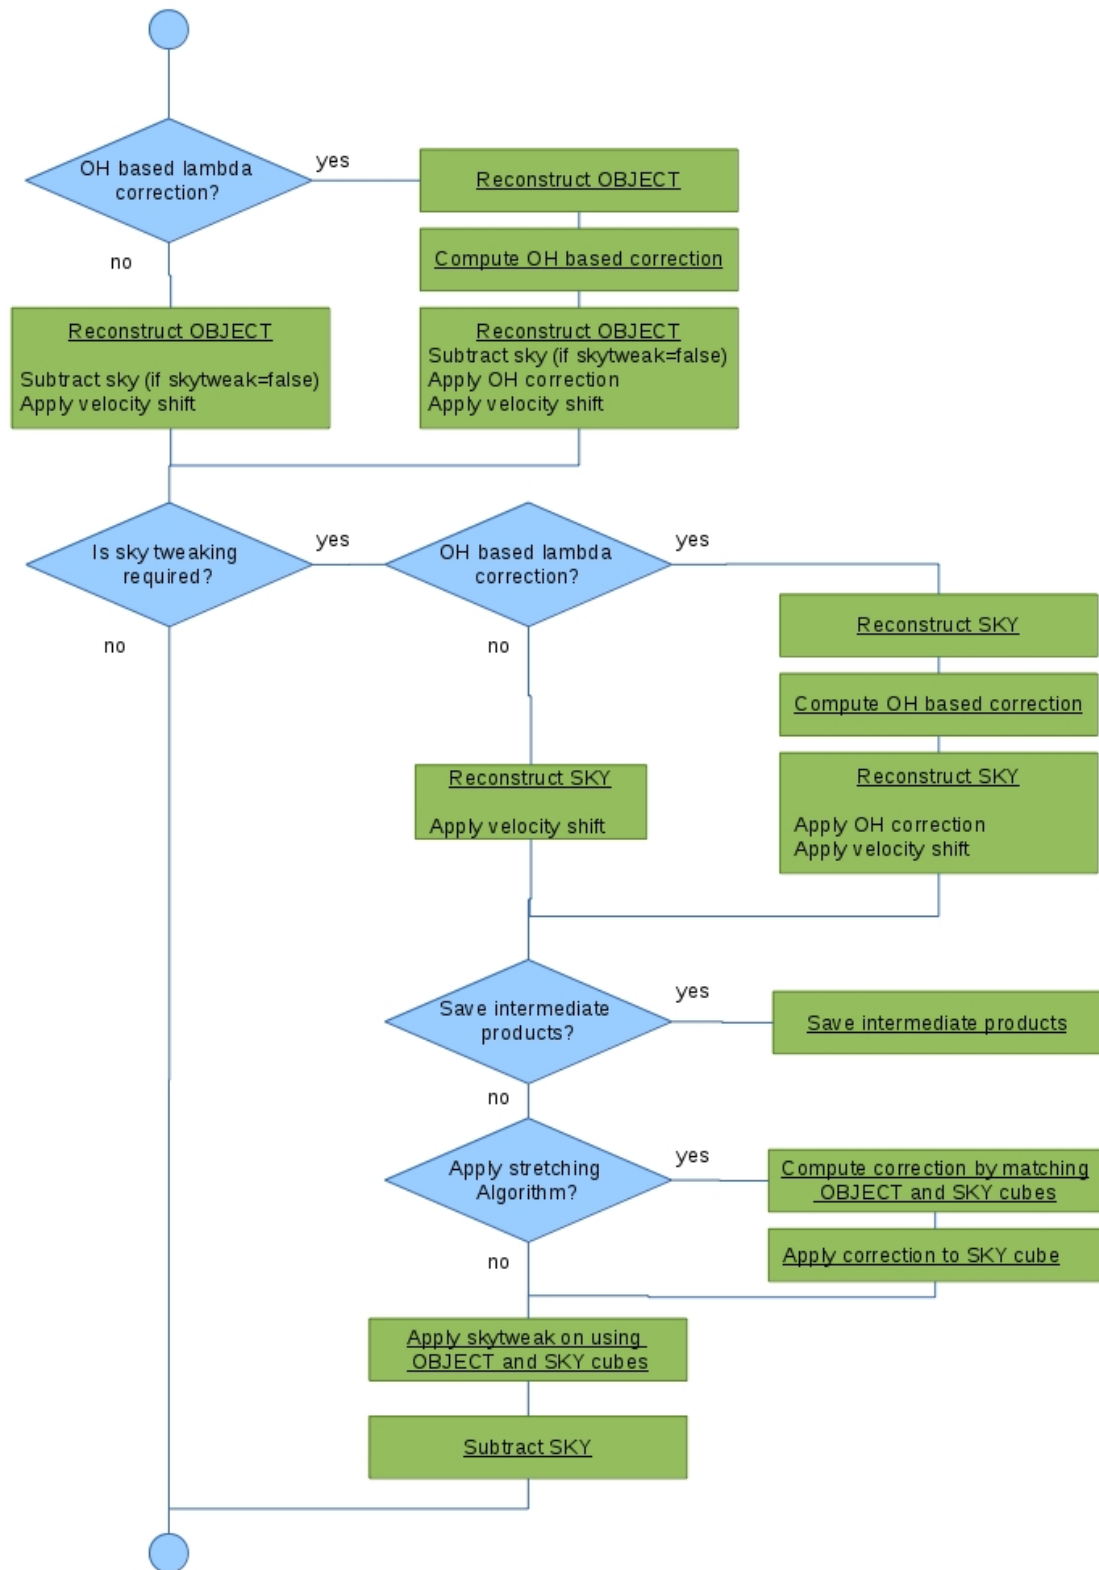 OH based lambda
correction?
yes
no
Reconstruct OBJECT
Compute OH based correction
Reconstruct OBJECT
Subtract sky (if skytweak=false)
Apply OH correction
Apply velocity shift
Reconstruct OBJECT
Subtract sky (if skytweak=false)
Apply velocity shift
Is sky tweaking
required?
yes
no
OH based lambda
correction?
yes
no
Reconstruct SKY
Compute OH based correction
Reconstruct SKY
Apply OH correction
Apply velocity shift
Reconstruct SKY
Apply velocity shift
Save intermediate
products?
yes
no
Save intermediate products
Apply stretching
Algorithm?
yes
no
Compute correction by matching
OBJECT and SKY cubes
Apply correction to SKY cube
Apply skytweak on using
OBJECT and SKY cubes
Subtract SKY